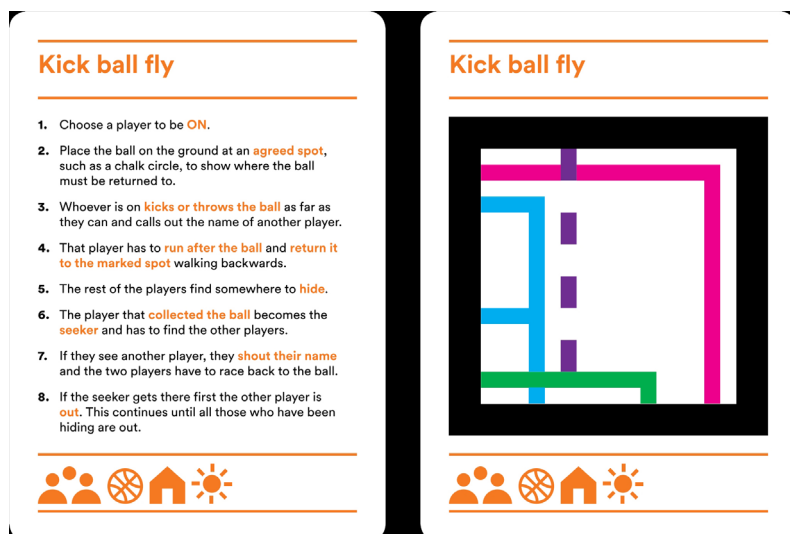 Kick ball fly
1. Choose a player to be ON.
2. Place the ball on the ground at an agreed spot,
such as a chalk circle, to show where the ball
must be returned to.
3. Whoever is on kicks or throws the ball as far as
they can and calls out the name of another player.
4. That player has to run after the ball and return it
to the marked spot walking backwards.
5. The rest of the players find somewhere to hide.
6. The player that collected the ball becomes the
seeker and has to find the other players.
7. If they see another player, they shout their name
and the two players have to race back to the ball.
8. If the seeker gets there first the other player is
out. This continues until all those who have been
hiding are out.
Kick ball fly